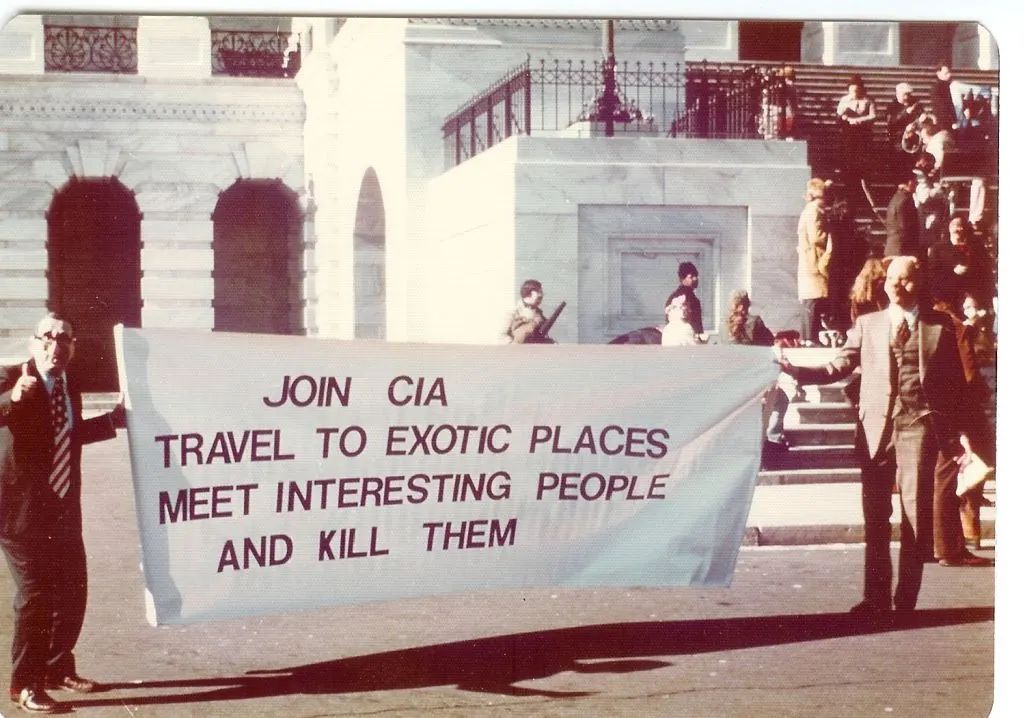 JOIN CIA
TRAVEL TO EXOTIC PLACES
MEET INTERESTING PEOPLE
AND KILL THEM